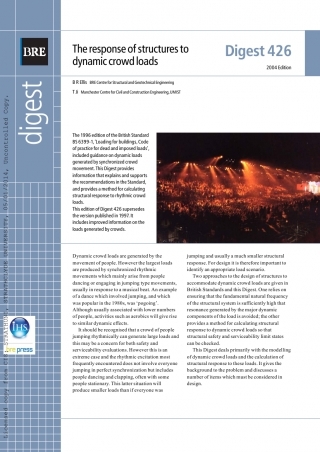 BRE
digest
The response of structures to
dynamic crowd loads
Digest 426
2004 Edition
B R Ellis BRE Centre for Structural and Geotechnical Engineering
T Ji Manchester Centre for Civil and Construction Engineering, UMIST
The 1996 edition of the British Standard
BS 6399-1, 'Loading for buildings, Code
of practice for dead and imposed loads',
included guidance on dynamic loads
generated by synchronized crowd
movement. This Digest provides
information that explains and supports
the recommendations in the Standard,
and provides a method for calculating
structural response to rhythmic crowd
loads.
This edition of Digest 426 supersedes
the version published in 1997. It
includes improved information on the
loads generated by crowds.
Dynamic crowd loads are generated by the
movement of people. However the largest loads
are produced by synchronized rhythmic
movements which mainly arise from people
dancing or engaging in jumping type movements,
usually in response to a musical beat. An example
of a dance which involved jumping, and which
was popular in the 1990s, was 'pogoing'.
Although usually associated with lower numbers
of people, activities such as aerobics will give rise
to similar dynamic effects.
It should be recognized that a crowd of people
jumping rhythmically can generate large loads and
this may be a concern for both safety and
serviceability evaluations. However this is an
extreme case and the rhythmic excitation most
frequently encountered does not involve everyone
jumping in perfect synchronization but includes
people dancing and clapping, often with some
people stationary. This latter situation will
produce smaller loads than if everyone was
jumping and usually a much smaller structural
response. For design it is therefore important to
identify an appropriate load scenario.
Two approaches to the design of structures to
accommodate dynamic crowd loads are given in
British Standards and this Digest. One relies on
ensuring that the fundamental natural frequency
of the structural system is sufficiently high that
resonance generated by the major dynamic
components of the load is avoided; the other
provides a method for calculating structural
response to dynamic crowd loads so that
structural safety and serviceability limit states
can be checked.
This Digest deals primarily with the modelling
of dynamic crowd loads and the calculation of
structural response to these loads. It gives the
background to the problem and discusses a
number of items which must be considered in
design.
IHS
bre press